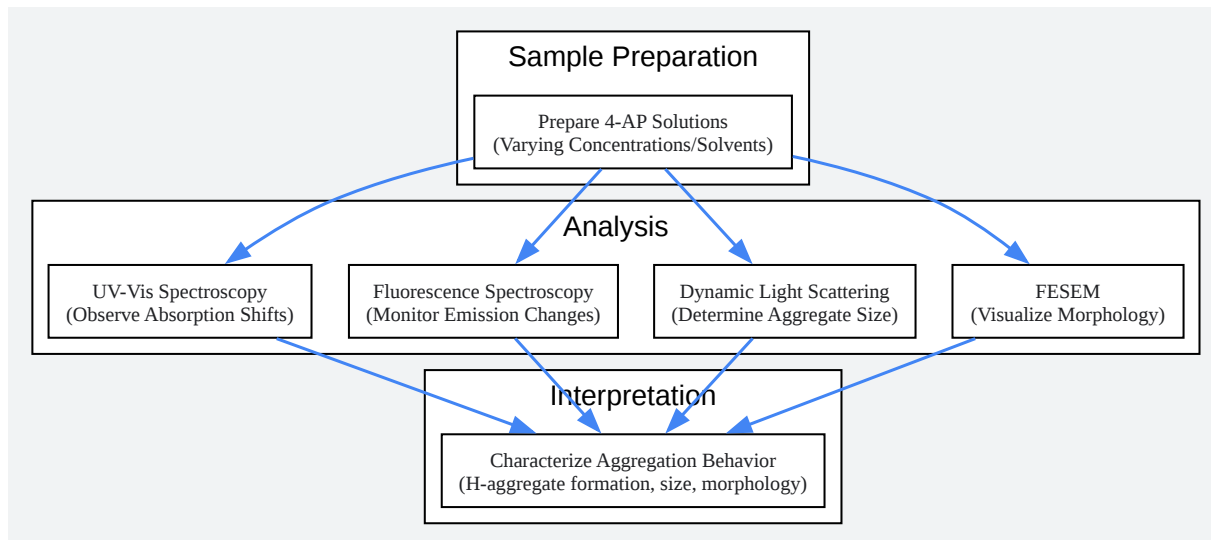 Sample Preparation
Prepare 4-AP Solutions
(Varying Concentrations/Solvents)
Analysis
UV-Vis Spectroscopy
(Observe Absorption Shifts)
Fluorescence Spectroscopy
(Monitor Emission Changes)
Dynamic Light Scattering
(Determine Aggregate Size)
FESEM
(Visualize Morphology)
Interpretation
Characterize Aggregation Behavior
(H-aggregate formation, size, morphology)